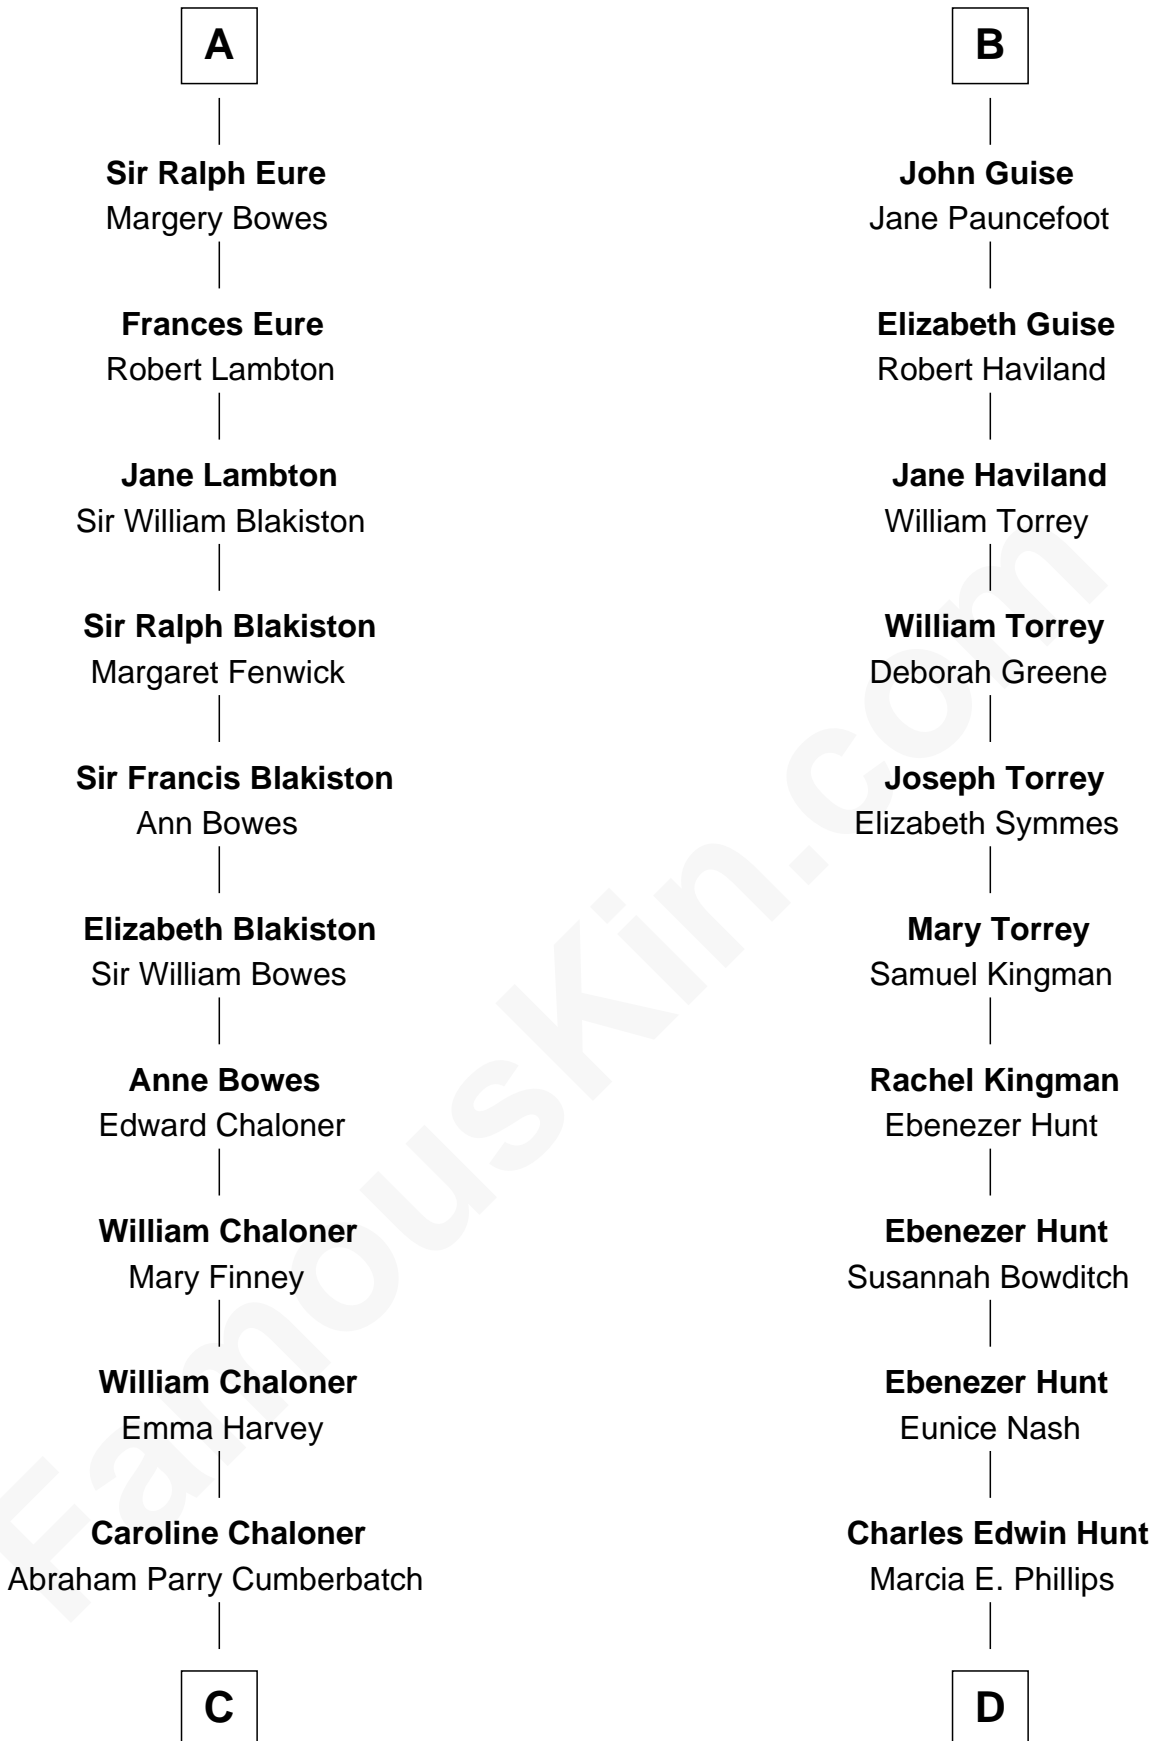 A
Sir Ralph Eure
Margery Bowes
Frances Eure
Robert Lambton
Jane Lambton
Sir William Blakiston
Sir Ralph Blakiston
Margaret Fenwick
Sir Francis Blakiston
Ann Bowes
Elizabeth Blakiston
Sir William Bowes
Anne Bowes
Edward Chaloner
William Chaloner
Mary Finney
William Chaloner
Emma Harvey
Caroline Chaloner
Abraham Parry Cumberbatch
C
B
John Guise
Jane Pauncefoot
Elizabeth Guise
Robert Haviland
Jane Haviland
William Torrey
William Torrey
Deborah Greene
Joseph Torrey
Elizabeth Symmes
Mary Torrey
Samuel Kingman
Rachel Kingman
Ebenezer Hunt
Ebenezer Hunt
Susannah Bowditch
Ebenezer Hunt
Eunice Nash
Charles Edwin Hunt
Marcia E. Phillips
D
FamousKin.com